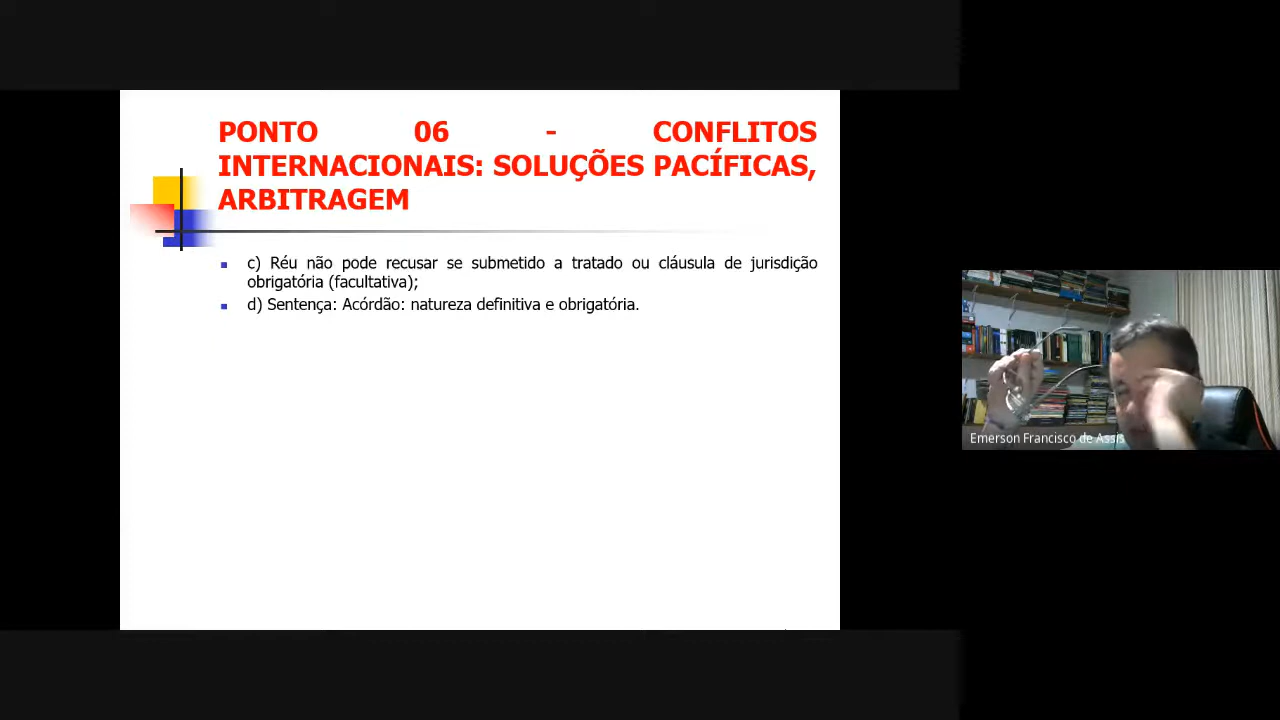 PONTO 06 - CONFLITOS
INTERNACIONAIS: SOLUÇÕES PACÍFICAS,
ARBITRAGEM
c) Réu não pode recusar se submetido a tratado ou cláusula de jurisdição
obrigatória (facultativa);
d) Sentença: Acórdão: natureza definitiva e obrigatória.
Emerson Francisco de Assis